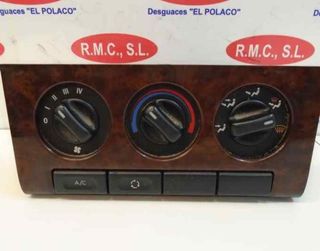 Desguaces "EL POLACO"
Desguaces "EL POLACO"
R.M.C., S.L.
R.M.C., S.L.
0 I II III IV
A/C